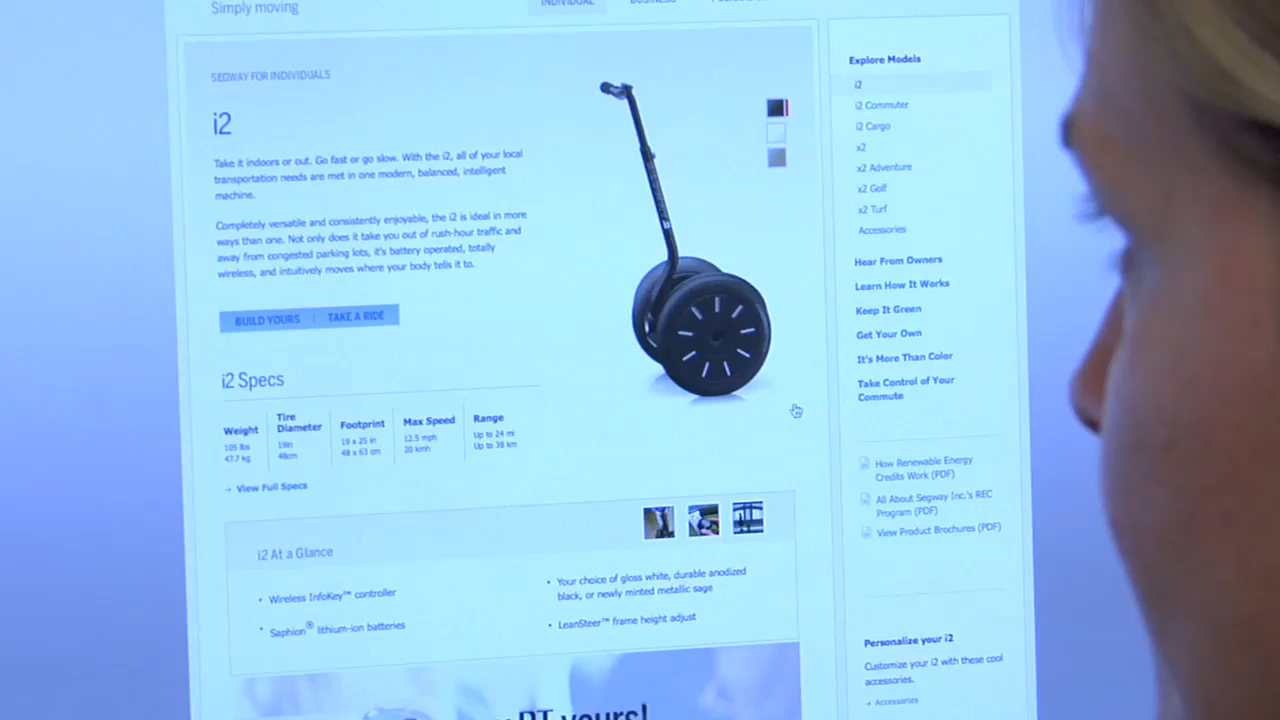 Simply moving
INDIVIDUAL
BUSINESS
SEGWAY FOR INDIVIDUALS
i2
Take it indoors or out. Go fast or go slow. With the i2, all of your local
transportation needs are met in one modern, balanced, intelligent
machine.
Completely versatile and consistently enjoyable, the i2 is ideal in more
ways than one. Not only does it take you out of rush-hour traffic and
away from congested parking lots, it's battery operated, totally
wireless, and intuitively moves where your body tells it to.
BUILD YOURS | TAKE A RIDE
i2 Specs
Weight
105 lbs
47.7 kg
Tire
Diameter
19in
48cm
Footprint
19 x 25 in
48 x 63 cm
Max Speed
12.5 mph
20 kmh
Range
Up to 24 mi
Up to 38 km
→ View Full Specs
i2 At a Glance
• Wireless InfoKey™ controller
• Saphion® lithium-ion batteries
• Your choice of gloss white, durable anodized
black, or newly minted metallic sage
• LeanSteer™ frame height adjust
PT yours!
Explore Models
i2
i2 Commuter
i2 Cargo
x2
x2 Adventure
x2 Golf
x2 Turf
Accessories
Hear From Owners
Learn How It Works
Keep It Green
Get Your Own
It's More Than Color
Take Control of Your
Commute
How Renewable Energy
Credits Work (PDF)
All About Segway Inc.'s REC
Program (PDF)
View Product Brochures (PDF)
Personalize your i2
Customize your i2 with these cool
accessories.
→ Accessories